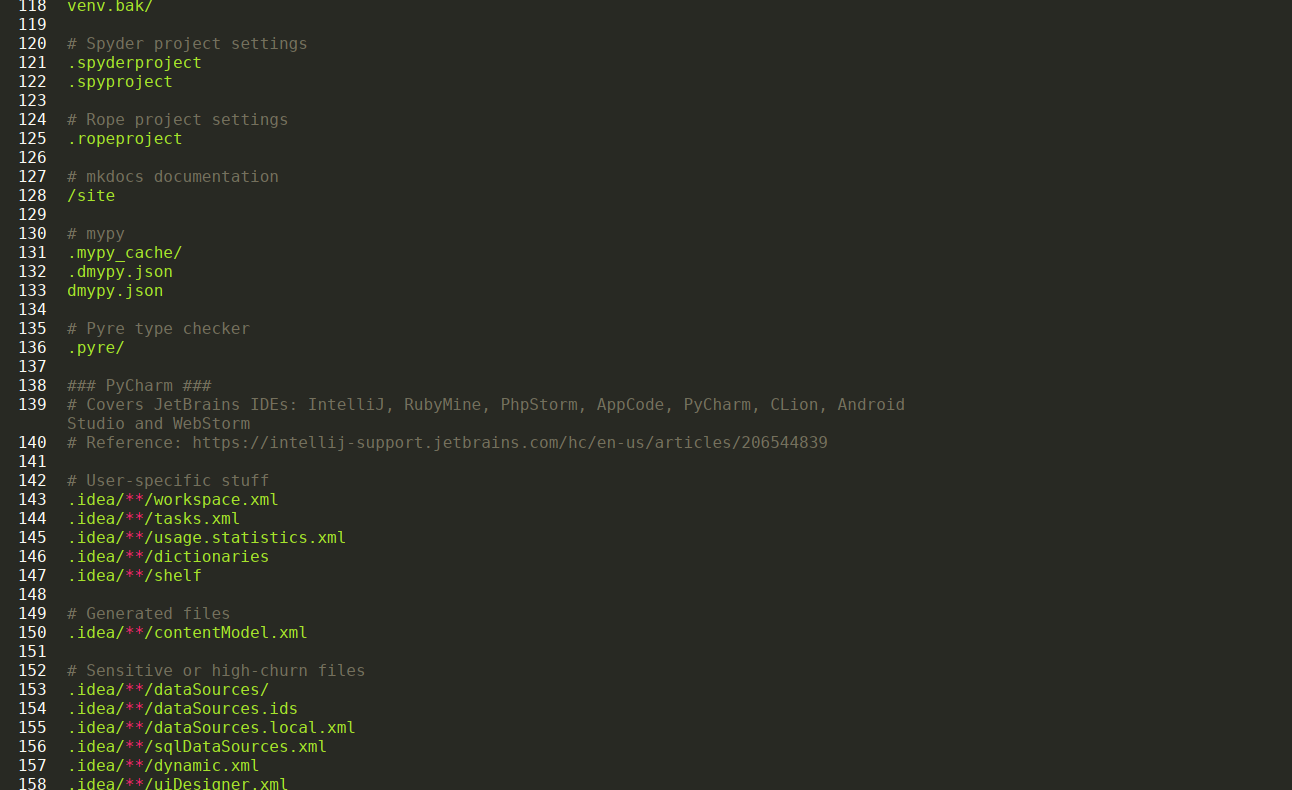 118 venv.bak/
119
120 # Spyder project settings
121 .spyderproject
122 .spyproject
123
124 # Rope project settings
125 .ropeproject
126
127 # mkdocs documentation
128 /site
129
130 # mypy
131 .mypy_cache/
132 .dmypy.json
133 dmypy.json
134
135 # Pyre type checker
136 .pyre/
137
138 ### PyCharm ###
139 # Covers JetBrains IDEs: IntelliJ, RubyMine, PhpStorm, AppCode, PyCharm, CLion, Android
Studio and WebStorm
140 # Reference: https://intellij-support.jetbrains.com/hc/en-us/articles/206544839
141
142 # User-specific stuff
143 .idea/**/workspace.xml
144 .idea/**/tasks.xml
145 .idea/**/usage.statistics.xml
146 .idea/**/dictionaries
147 .idea/**/shelf
148
149 # Generated files
150 .idea/**/contentModel.xml
151
152 # Sensitive or high-churn files
153 .idea/**/dataSources/
154 .idea/**/dataSources.ids
155 .idea/**/dataSources.local.xml
156 .idea/**/sqlDataSources.xml
157 .idea/**/dynamic.xml
158 .idea/**/uiDesigner.xml